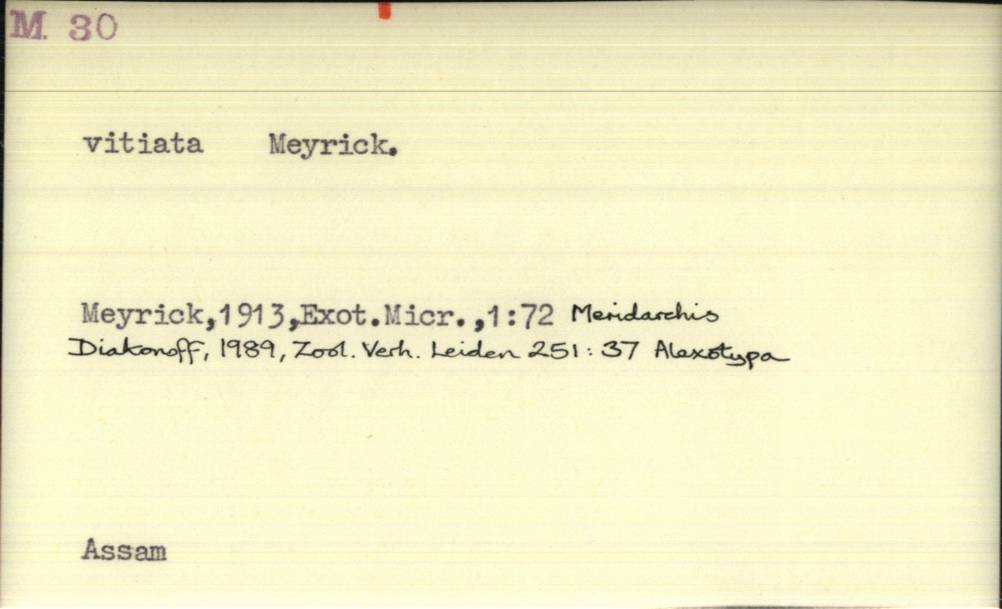 M. 30
vitiata Meyrick.
Meyrick,1913,Exot.Micr.,1:72 Meridarchis
Diakonoff, 1989, Zool. Verh. Leiden 251: 37 Alexotypa
Assam